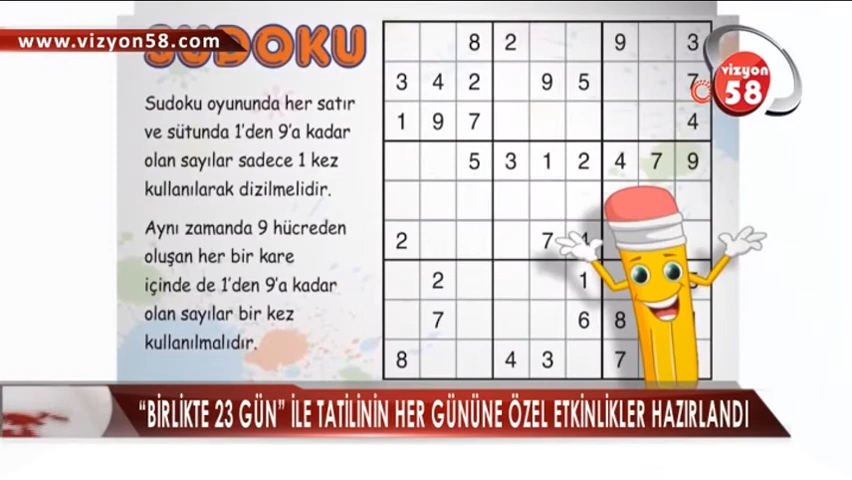 www.vizyon58.com
SUDOKU
Sudoku oyununda her satır
ve sütunda 1'den 9'a kadar
olan sayılar sadece 1 kez
kullanılarak dizilmelidir.
Aynı zamanda 9 hücreden
oluşan her bir kare
içinde de 1'den 9'a kadar
olan sayılar bir kez
kullanılmalıdır.
8 2 9 3
3 4 2 9 5 7
1 9 7 4
5 3 1 2 4 7 9
2 7
2 1
7 6 8
8 4 3 7
vizyon
58
"BİRLİKTE 23 GÜN" İLE TATİLİNİN HER GÜNÜNE ÖZEL ETKİNLİKLER HAZIRLANDI